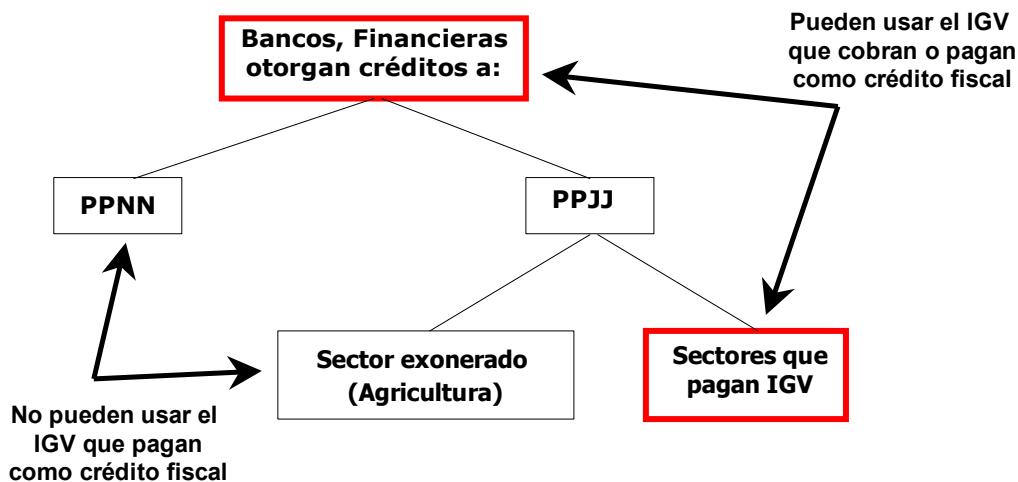 Bancos, Financieras
otorgan créditos a:
Pueden usar el IGV
que cobran o pagan
como crédito fiscal
PPNN
PPJJ
Sector exonerado
(Agricultura)
Sectores que
pagan IGV
No pueden usar el
IGV que pagan
como crédito fiscal